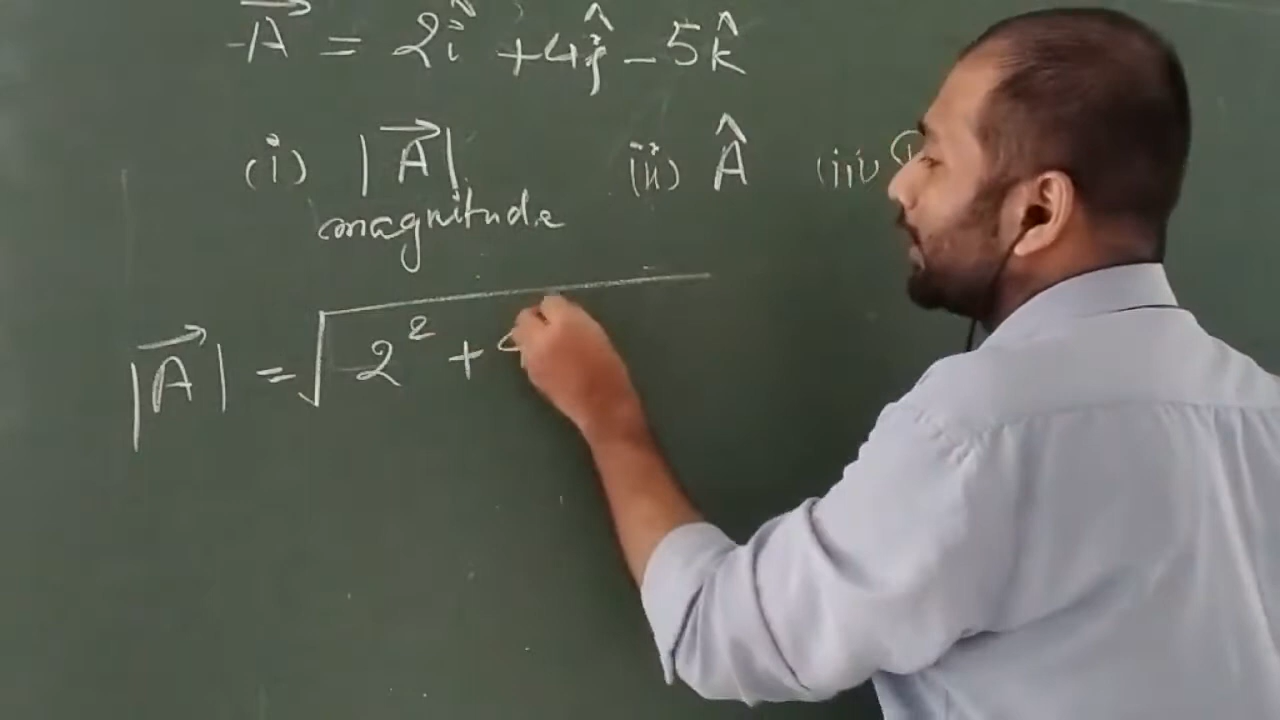 A⃗ = 2î + 4ĵ − 5k̂
(i) |A⃗| (ii) Â (iii)
magnitude
|A⃗| = √2² +